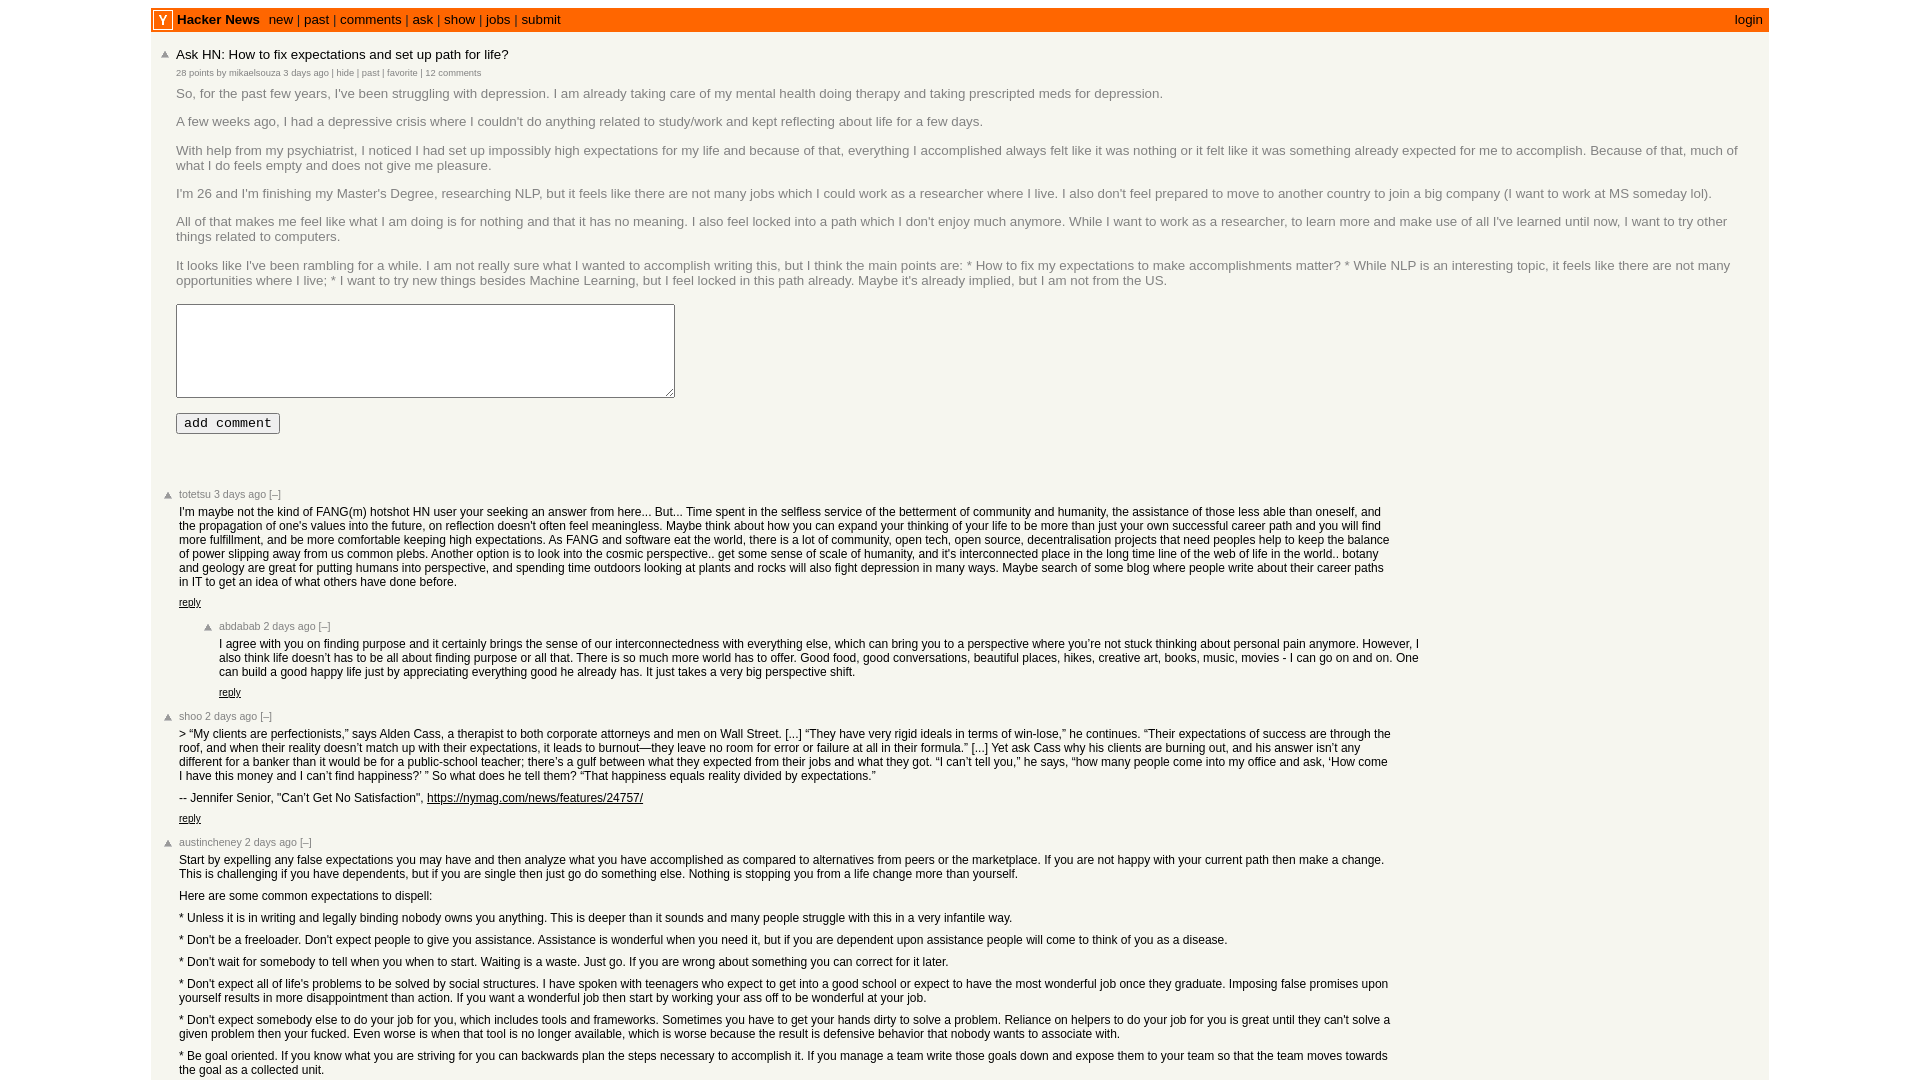 Y Hacker News new | past | comments | ask | show | jobs | submit login
Ask HN: How to fix expectations and set up path for life?
28 points by mikaelsouza 3 days ago | hide | past | favorite | 12 comments
So, for the past few years, I've been struggling with depression. I am already taking care of my mental health doing therapy and taking prescripted meds for depression.
A few weeks ago, I had a depressive crisis where I couldn't do anything related to study/work and kept reflecting about life for a few days.
With help from my psychiatrist, I noticed I had set up impossibly high expectations for my life and because of that, everything I accomplished always felt like it was nothing or it felt like it was something already expected for me to accomplish. Because of that, much of
what I do feels empty and does not give me pleasure.
I'm 26 and I'm finishing my Master's Degree, researching NLP, but it feels like there are not many jobs which I could work as a researcher where I live. I also don't feel prepared to move to another country to join a big company (I want to work at MS someday lol).
All of that makes me feel like what I am doing is for nothing and that it has no meaning. I also feel locked into a path which I don't enjoy much anymore. While I want to work as a researcher, to learn more and make use of all I've learned until now, I want to try other
things related to computers.
It looks like I've been rambling for a while. I am not really sure what I wanted to accomplish writing this, but I think the main points are: * How to fix my expectations to make accomplishments matter? * While NLP is an interesting topic, it feels like there are not many
opportunities where I live; * I want to try new things besides Machine Learning, but I feel locked in this path already. Maybe it's already implied, but I am not from the US.
add comment
totetsu 3 days ago [–]
I'm maybe not the kind of FANG(m) hotshot HN user your seeking an answer from here... But... Time spent in the selfless service of the betterment of community and humanity, the assistance of those less able than oneself, and
the propagation of one's values into the future, on reflection doesn't often feel meaningless. Maybe think about how you can expand your thinking of your life to be more than just your own successful career path and you will find
more fulfillment, and be more comfortable keeping high expectations. As FANG and software eat the world, there is a lot of community, open tech, open source, decentralisation projects that need peoples help to keep the balance
of power slipping away from us common plebs. Another option is to look into the cosmic perspective.. get some sense of scale of humanity, and it's interconnected place in the long time line of the web of life in the world.. botany
and geology are great for putting humans into perspective, and spending time outdoors looking at plants and rocks will also fight depression in many ways. Maybe search of some blog where people write about their career paths
in IT to get an idea of what others have done before.
reply
abdabab 2 days ago [–]
I agree with you on finding purpose and it certainly brings the sense of our interconnectedness with everything else, which can bring you to a perspective where you’re not stuck thinking about personal pain anymore. However, I
also think life doesn’t has to be all about finding purpose or all that. There is so much more world has to offer. Good food, good conversations, beautiful places, hikes, creative art, books, music, movies - I can go on and on. One
can build a good happy life just by appreciating everything good he already has. It just takes a very big perspective shift.
reply
shoo 2 days ago [–]
> “My clients are perfectionists,” says Alden Cass, a therapist to both corporate attorneys and men on Wall Street. [...] “They have very rigid ideals in terms of win-lose,” he continues. “Their expectations of success are through the
roof, and when their reality doesn’t match up with their expectations, it leads to burnout—they leave no room for error or failure at all in their formula.” [...] Yet ask Cass why his clients are burning out, and his answer isn’t any
different for a banker than it would be for a public-school teacher; there’s a gulf between what they expected from their jobs and what they got. “I can’t tell you,” he says, “how many people come into my office and ask, ‘How come
I have this money and I can’t find happiness?’ ” So what does he tell them? “That happiness equals reality divided by expectations.”
-- Jennifer Senior, "Can’t Get No Satisfaction", https://nymag.com/news/features/24757/
reply
austincheney 2 days ago [–]
Start by expelling any false expectations you may have and then analyze what you have accomplished as compared to alternatives from peers or the marketplace. If you are not happy with your current path then make a change.
This is challenging if you have dependents, but if you are single then just go do something else. Nothing is stopping you from a life change more than yourself.
Here are some common expectations to dispell:
* Unless it is in writing and legally binding nobody owns you anything. This is deeper than it sounds and many people struggle with this in a very infantile way.
* Don't be a freeloader. Don't expect people to give you assistance. Assistance is wonderful when you need it, but if you are dependent upon assistance people will come to think of you as a disease.
* Don't wait for somebody to tell when you when to start. Waiting is a waste. Just go. If you are wrong about something you can correct for it later.
* Don't expect all of life's problems to be solved by social structures. I have spoken with teenagers who expect to get into a good school or expect to have the most wonderful job once they graduate. Imposing false promises upon
yourself results in more disappointment than action. If you want a wonderful job then start by working your ass off to be wonderful at your job.
* Don't expect somebody else to do your job for you, which includes tools and frameworks. Sometimes you have to get your hands dirty to solve a problem. Reliance on helpers to do your job for you is great until they can't solve a
given problem then your fucked. Even worse is when that tool is no longer available, which is worse because the result is defensive behavior that nobody wants to associate with.
* Be goal oriented. If you know what you are striving for you can backwards plan the steps necessary to accomplish it. If you manage a team write those goals down and expose them to your team so that the team moves towards
the goal as a collected unit.